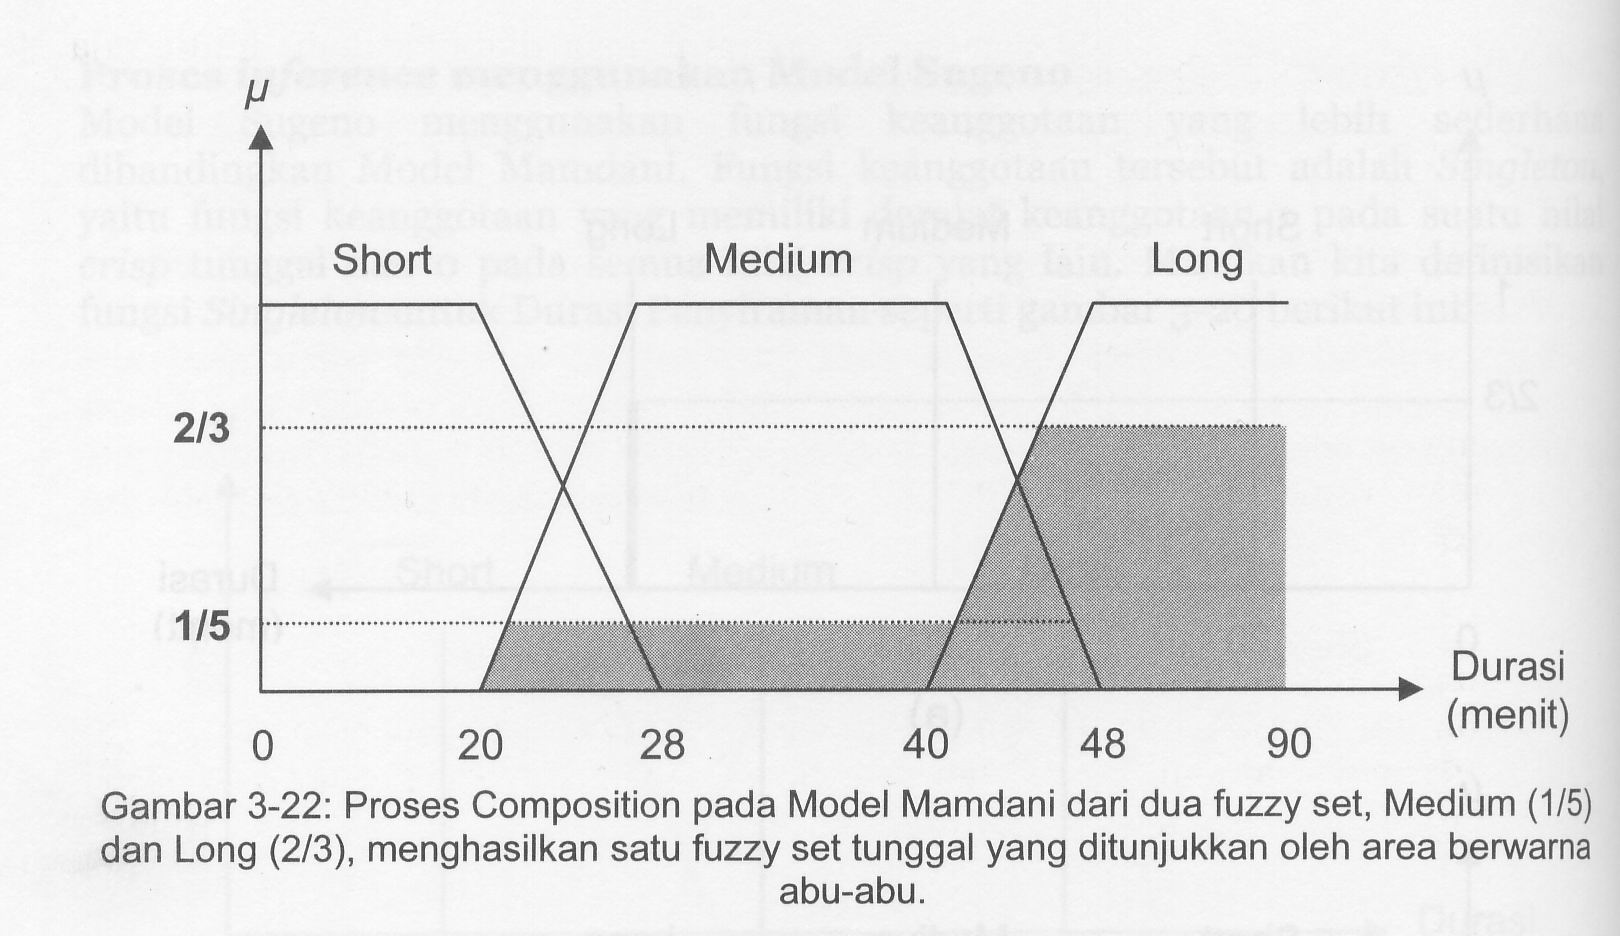 μ
Short Medium Long
2/3
1/5
Durasi
(menit)
0 20 28 40 48 90
Gambar 3-22: Proses Composition pada Model Mamdani dari dua fuzzy set, Medium (1/5)
dan Long (2/3), menghasilkan satu fuzzy set tunggal yang ditunjukkan oleh area berwarna
abu-abu.